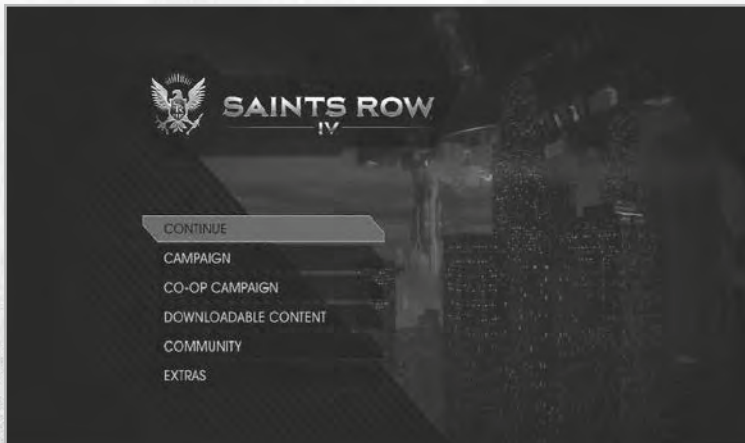 SAINTS ROW
IV
CONTINUE
CAMPAIGN
CO-OP CAMPAIGN
DOWNLOADABLE CONTENT
COMMUNITY
EXTRAS